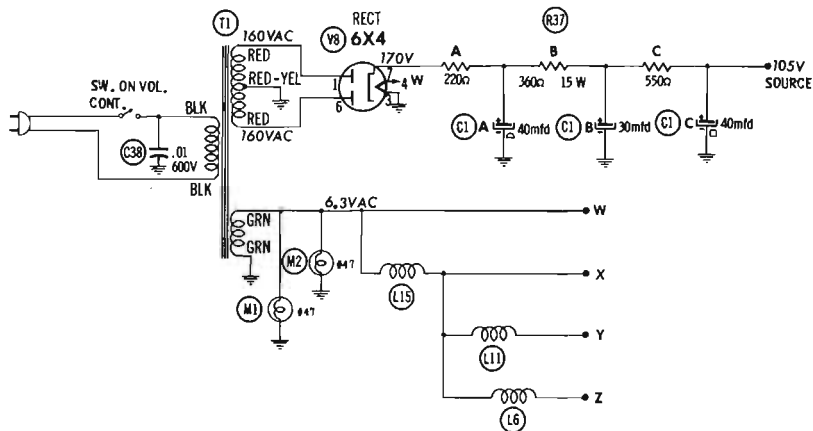 T1
160VAC
RED
RED-YEL
RED
160VAC
RECT
V8 6X4
170V
1
6
7
4 W
3
R37
A
220Ω
B
360Ω 15 W
C
550Ω
105V
SOURCE
SW. ON VOL.
CONT.
BLK
BLK
C38 .01
600V
C1 A 40mfd
C1 B 30mfd
C1 C 40mfd
GRN
GRN
6.3VAC
M2 #47
M1 #47
W
L15
X
L11
Y
L6
Z